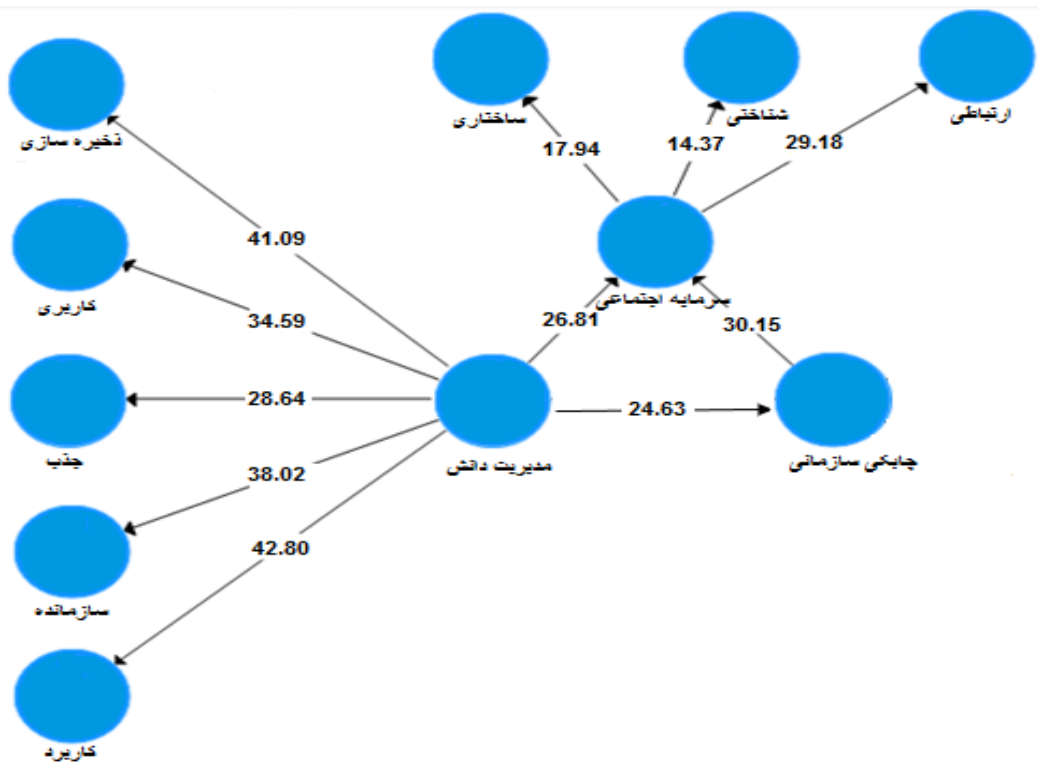 ساختاری
شناختی
ارتباطی
ذخیره سازی
17.94
14.37
29.18
41.09
کاربری
سرمایه اجتماعی
34.59
26.81
30.15
28.64
24.63
جذب
مدیریت دانش
چابکی سازمانی
38.02
42.80
سازمانده
کاربرد